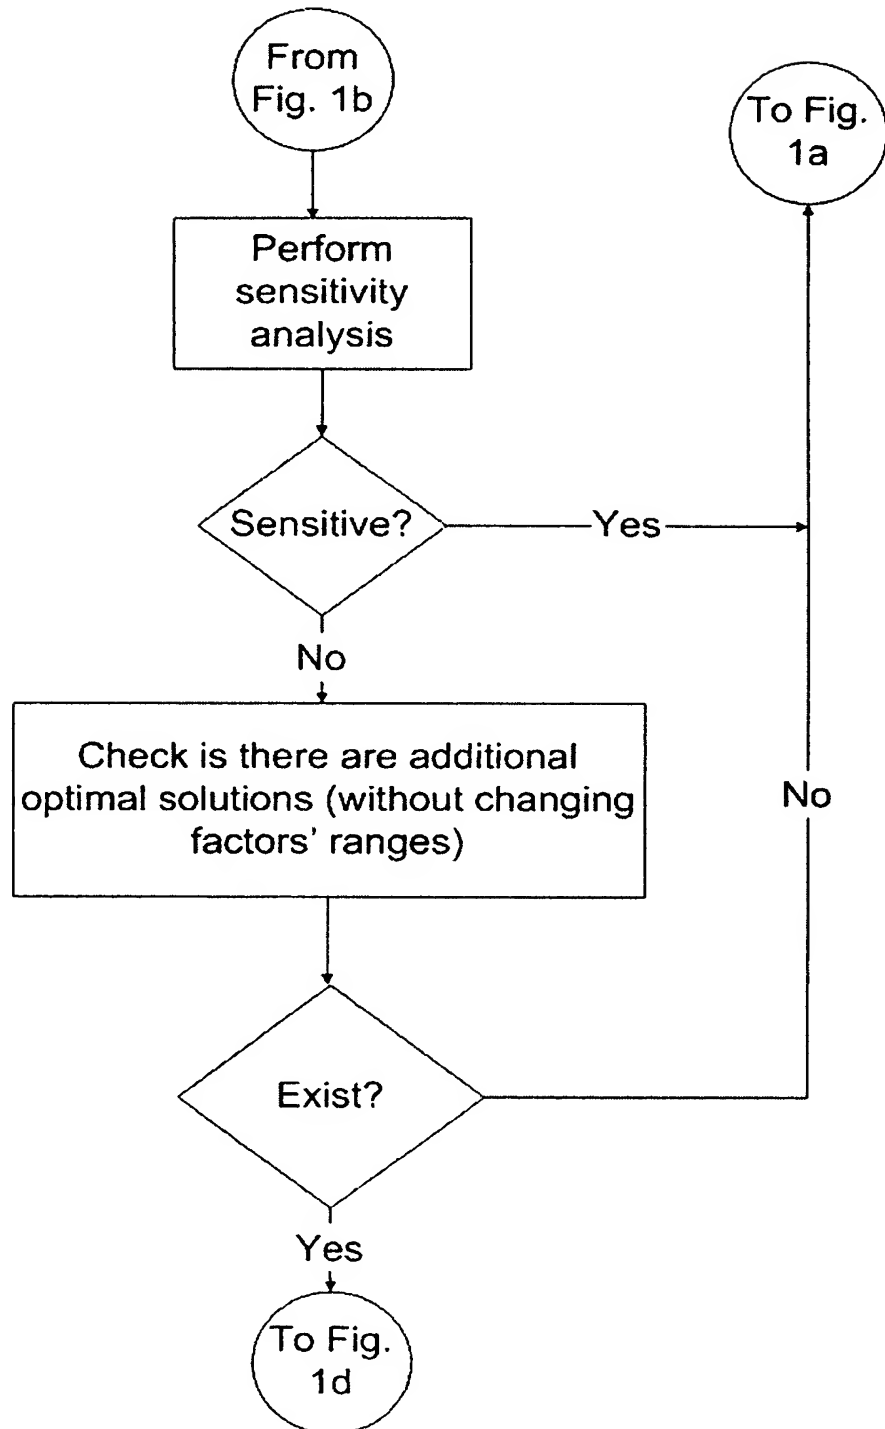 From
Fig. 1b
To Fig.
1a
Perform
sensitivity
analysis
Sensitive?
Yes
No
Check is there are additional
optimal solutions (without changing
factors' ranges)
No
Exist?
Yes
To Fig.
1d